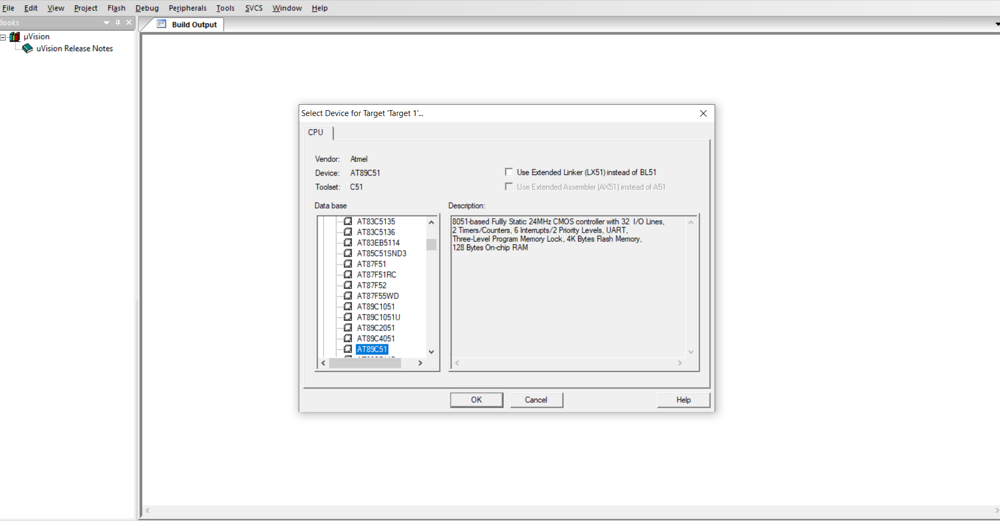 File Edit View Project Flash Debug Peripherals Tools SVCS Window Help
Books
Build Output
µVision
uVision Release Notes
Select Device for Target 'Target 1'...
CPU
Vendor: Atmel
Device: AT89C51
Toolset: C51
Use Extended Linker (LX51) instead of BL51
Use Extended Assembler (AX51) instead of A51
Data base
AT83C5135
AT83C5136
AT83EB5114
AT85C51SND3
AT87F51
AT87F51RC
AT87F52
AT87F55WD
AT89C1051
AT89C1051U
AT89C2051
AT89C4051
AT89C51
Description:
8051-based Fullly Static 24MHz CMOS controller with 32 I/O Lines,
2 Timers/Counters, 6 Interrupts/2 Priority Levels, UART,
Three-Level Program Memory Lock, 4K Bytes Flash Memory,
128 Bytes On-chip RAM
OK
Cancel
Help